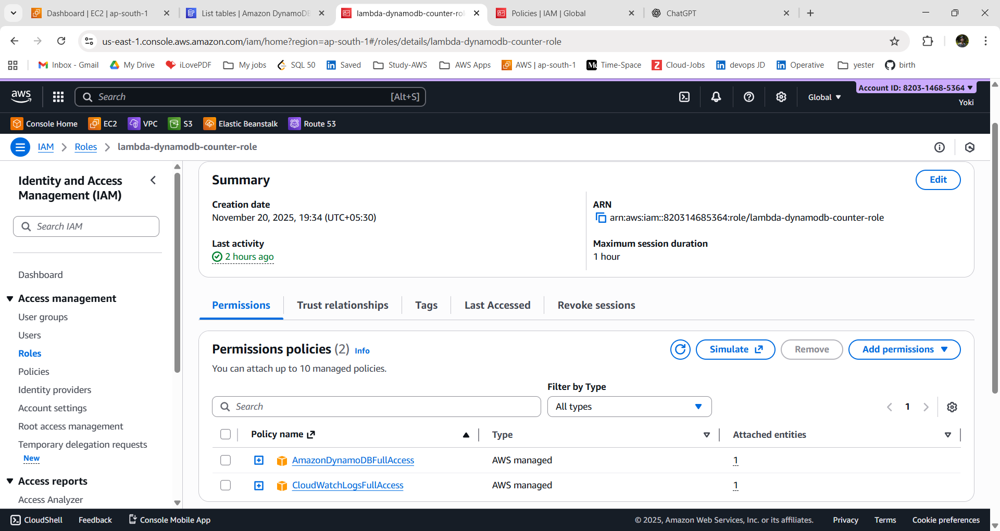 Dashboard | EC2 | ap-south-1
List tables | Amazon DynamoDB
lambda-dynamodb-counter-rol
Policies | IAM | Global
ChatGPT
us-east-1.console.aws.amazon.com/iam/home?region=ap-south-1#/roles/details/lambda-dynamodb-counter-role
Inbox - Gmail
My Drive
iLovePDF
My jobs
SQL 50
Saved
Study-AWS
AWS Apps
AWS | ap-south-1
Time-Space
Cloud-Jobs
devops JD
Operative
yester
birth
aws
Search [Alt+S]
Global
Account ID: 8203-1468-5364
Yoki
Console Home
EC2
VPC
S3
Elastic Beanstalk
Route 53
IAM
Roles
lambda-dynamodb-counter-role
Identity and Access
Management (IAM)
Search IAM
Dashboard
Access management
User groups
Users
Roles
Policies
Identity providers
Account settings
Root access management
Temporary delegation requests
New
Access reports
Access Analyzer
Summary
Edit
Creation date
November 20, 2025, 19:34 (UTC+05:30)
ARN
arn:aws:iam::820314685364:role/lambda-dynamodb-counter-role
Last activity
2 hours ago
Maximum session duration
1 hour
Permissions
Trust relationships
Tags
Last Accessed
Revoke sessions
Permissions policies (2) Info
You can attach up to 10 managed policies.
Simulate
Remove
Add permissions
Filter by Type
Search
All types
1
Policy name
Type
Attached entities
AmazonDynamoDBFullAccess
AWS managed
1
CloudWatchLogsFullAccess
AWS managed
1
CloudShell
Feedback
Console Mobile App
© 2025, Amazon Web Services, Inc. or its affiliates.
Privacy
Terms
Cookie preferences